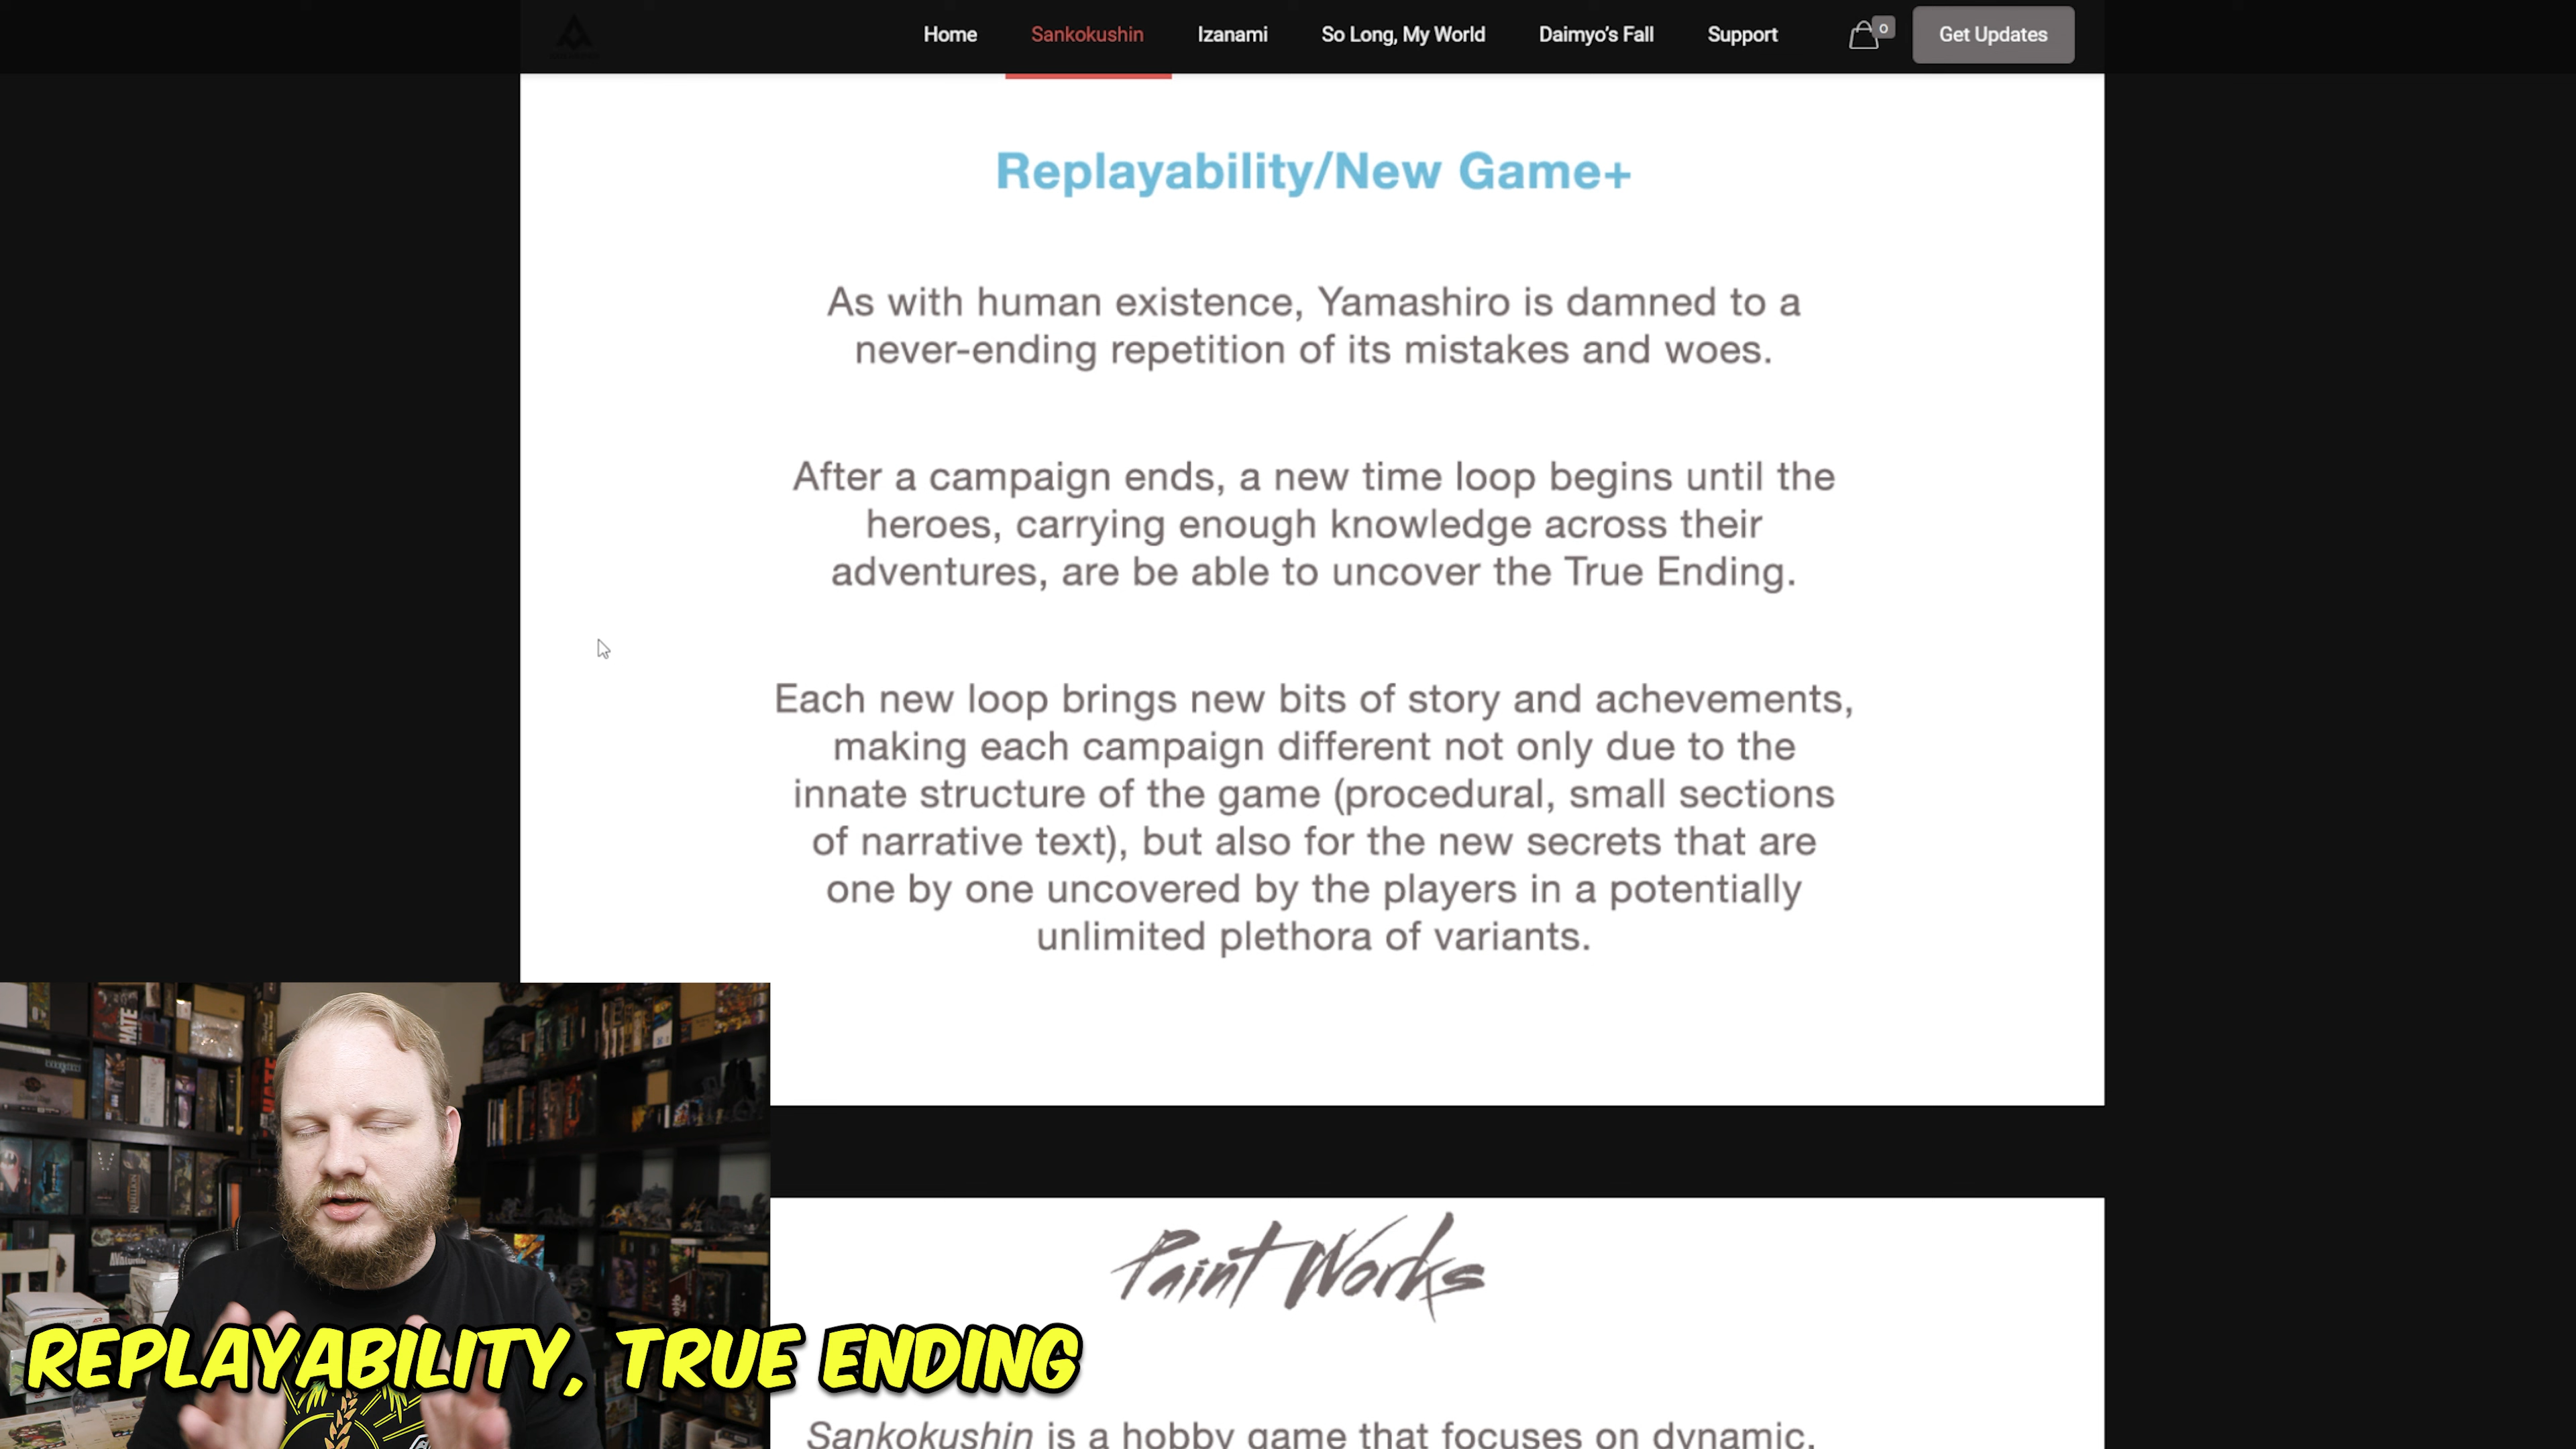 Home Sankokushin Izanami So Long, My World Daimyo's Fall Support 0 Get Updates
Replayability/New Game+
As with human existence, Yamashiro is damned to a
never-ending repetition of its mistakes and woes.
After a campaign ends, a new time loop begins until the
heroes, carrying enough knowledge across their
adventures, are be able to uncover the True Ending.
Each new loop brings new bits of story and achevements,
making each campaign different not only due to the
innate structure of the game (procedural, small sections
of narrative text), but also for the new secrets that are
one by one uncovered by the players in a potentially
unlimited plethora of variants.
HATE
Paint Works
REPLAYABILITY, TRUE ENDING
Sankokushin is a hobby game that focuses on dynamic,